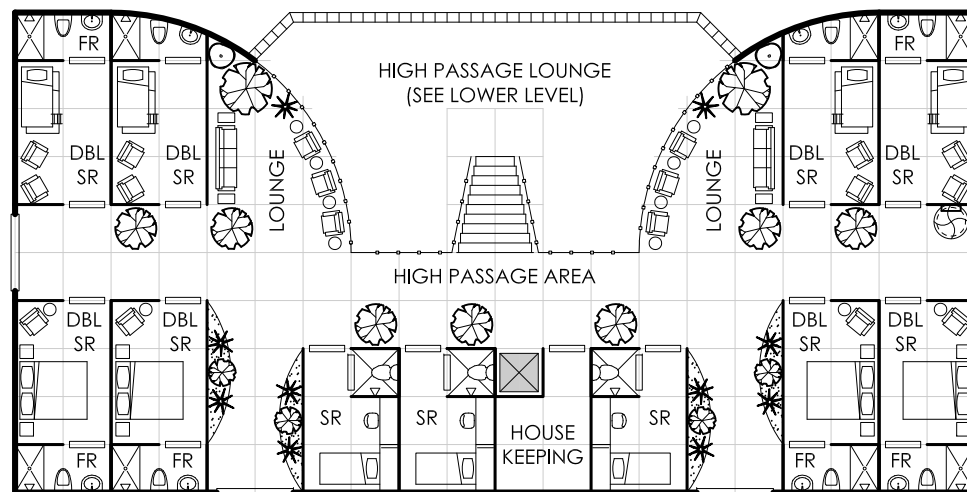 FR
FR
HIGH PASSAGE LOUNGE
(SEE LOWER LEVEL)
DBL
SR
DBL
SR
LOUNGE
LOUNGE
DBL
SR
DBL
SR
HIGH PASSAGE AREA
DBL
SR
DBL
SR
DBL
SR
DBL
SR
SR
SR
HOUSE
KEEPING
SR
FR
FR
FR
FR